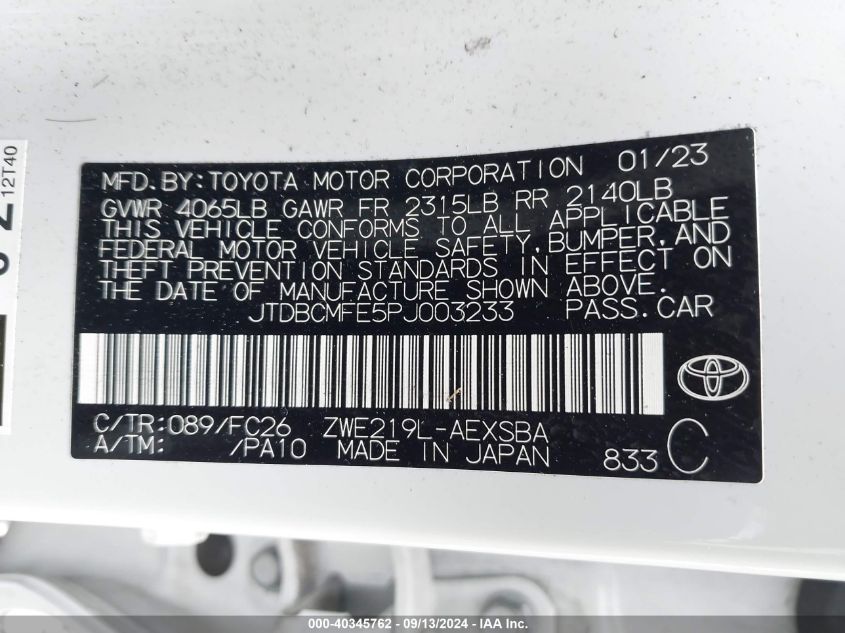 MFD.BY:TOYOTA MOTOR CORPORATION 01/23
GVWR 4065LB GAWR FR 2315LB RR 2140LB
THIS VEHICLE CONFORMS TO ALL APPLICABLE
FEDERAL MOTOR VEHICLE SAFETY,BUMPER,AND
THEFT PREVENTION STANDARDS IN EFFECT ON
THE DATE OF MANUFACTURE SHOWN ABOVE.
JTDBCMFE5PJ003233 PASS.CAR
C/TR:089/FC26 ZWE219L-AEXSBA
A/TM: /PA10 MADE IN JAPAN 833 C
12T40
000-40345762 - 09/13/2024 - IAA Inc.